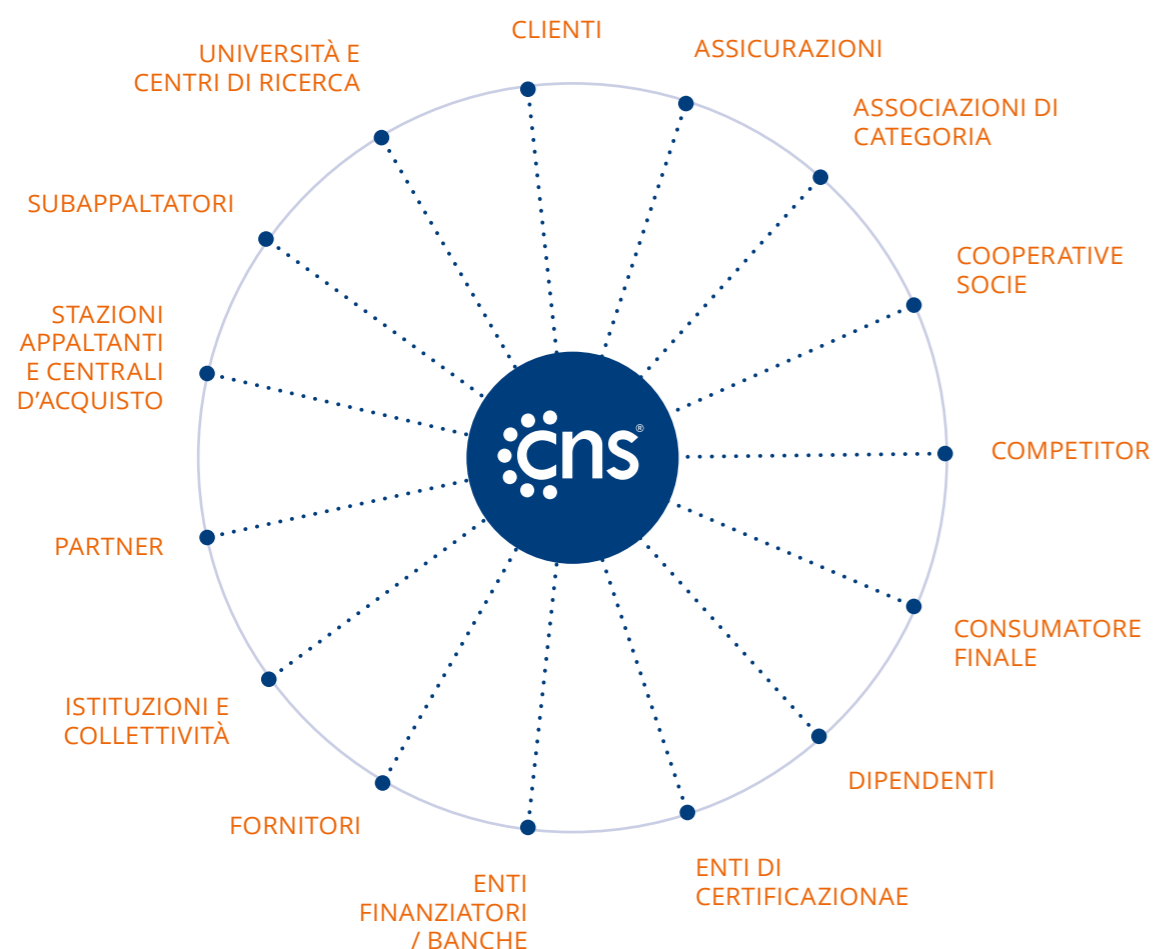 CLIENTI
ASSICURAZIONI
ASSOCIAZIONI DI
CATEGORIA
COOPERATIVE
SOCIE
COMPETITOR
CONSUMATORE
FINALE
DIPENDENTI
ENTI DI
CERTIFICAZIONAE
ENTI
FINANZIATORI
/ BANCHE
FORNITORI
ISTITUZIONI E
COLLETTIVITÀ
PARTNER
STAZIONI
APPALTANTI
E CENTRALI
D’ACQUISTO
SUBAPPALTATORI
UNIVERSITÀ E
CENTRI DI RICERCA
cns®